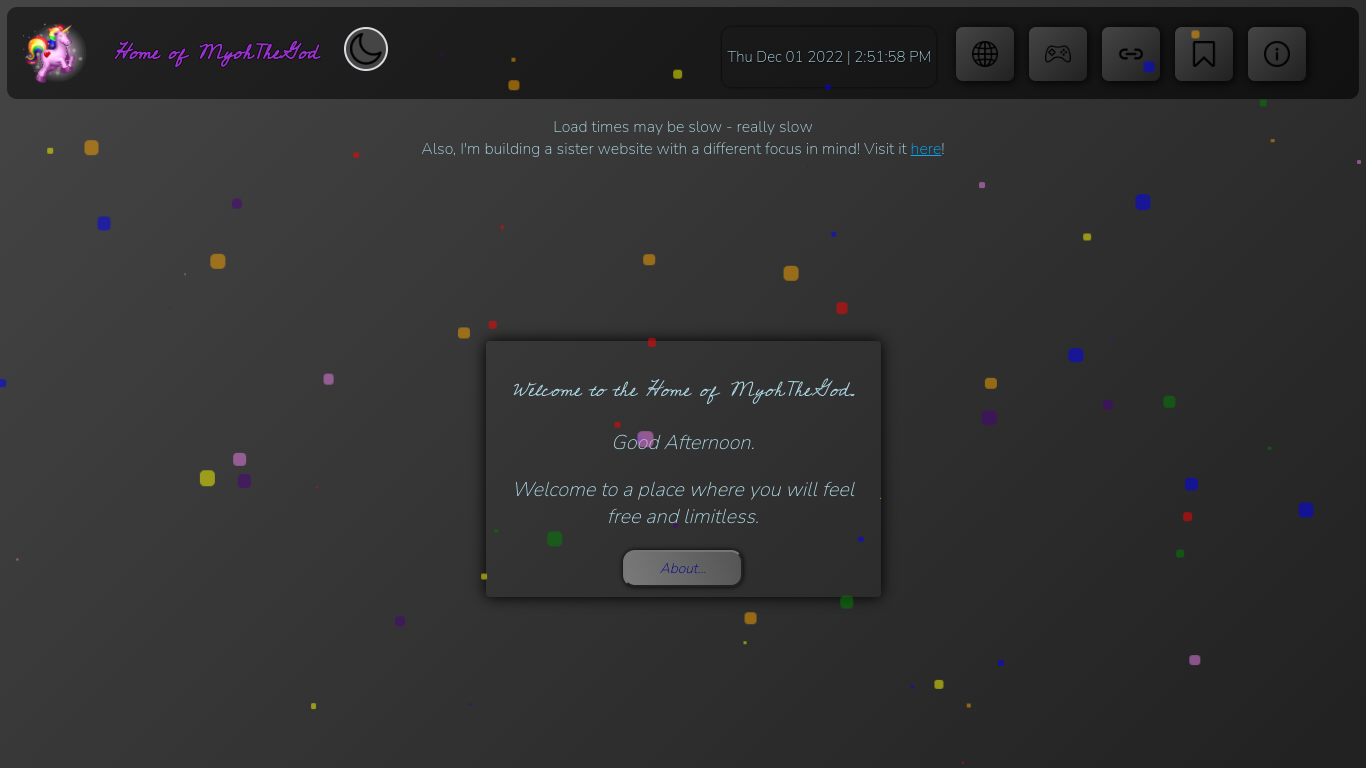 Home of MyohTheGod
Thu Dec 01 2022 | 2:51:58 PM
Load times may be slow - really slow
Also, I'm building a sister website with a different focus in mind! Visit it here!
Welcome to the Home of MyohTheGod.
Good Afternoon.
Welcome to a place where you will feel
free and limitless.
About...